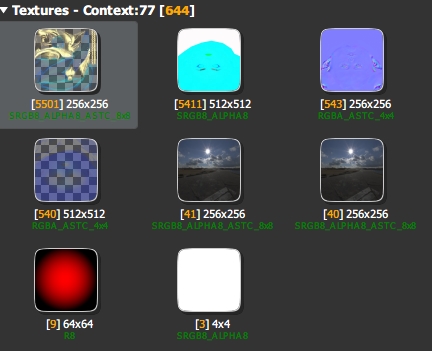 Textures - Context:77 [644]
[5501] 256x256
SRGB8_ALPHA8_ASTC_8x8
[5411] 512x512
SRGB8_ALPHA8
[543] 256x256
RGBA_ASTC_4x4
[540] 512x512
RGBA_ASTC_4x4
[41] 256x256
SRGB8_ALPHA8_ASTC_8x8
[40] 256x256
SRGB8_ALPHA8_ASTC_8x8
[9] 64x64
R8
[3] 4x4
SRGB8_ALPHA8